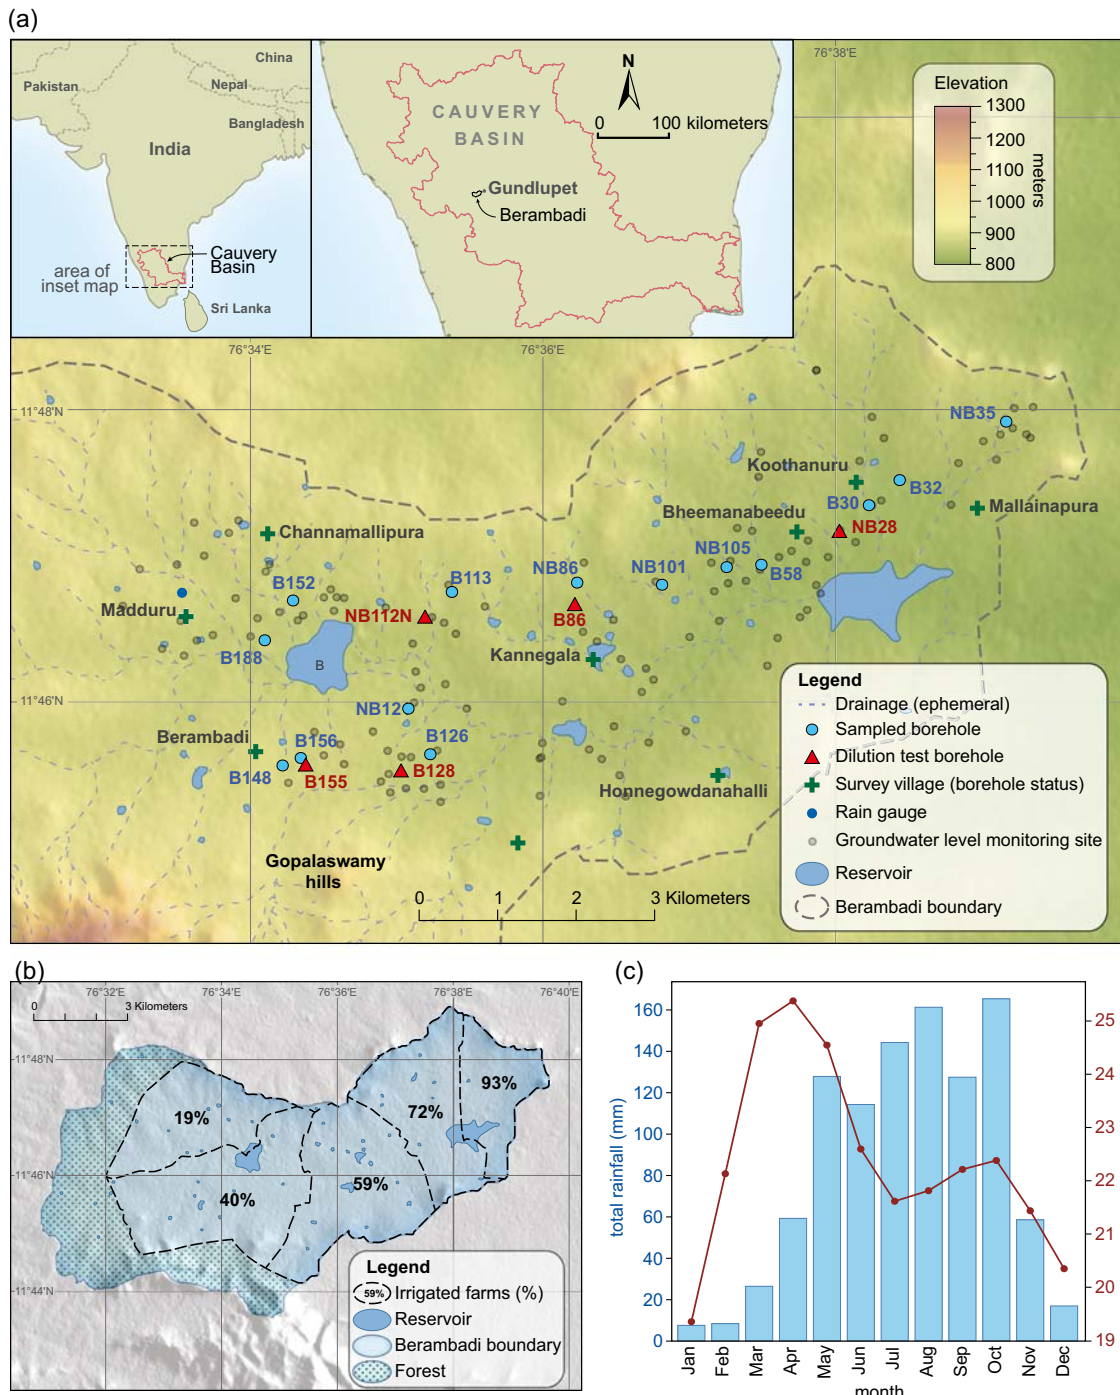 (a)
China
Pakistan
Nepal
Bangladesh
India
Cauvery
Basin
area of
inset map
Sri Lanka
N
CAUVERY
BASIN
0 100 kilometers
Gundlupet
Berambadi
76°38'E
Elevation
1300
1200
1100
1000
900
800
meters
76°34'E
76°36'E
11°48'N
NB35
Koothanuru
B32
B30
Mallainapura
Bheemanabeedu
NB28
Channamallipura
NB105
B58
NB86
NB101
B113
B152
Madduru
NB112N
B86
B188
B
Kannegala
11°46'N
NB12
Berambadi
B156
B126
B148
B155
B128
Honnegowdanahalli
Gopalaswamy
hills
0 1 2 3 Kilometers
Legend
Drainage (ephemeral)
Sampled borehole
Dilution test borehole
Survey village (borehole status)
Rain gauge
Groundwater level monitoring site
Reservoir
Berambadi boundary
(b)
76°32'E 76°34'E 76°36'E 76°38'E 76°40'E
0 3 Kilometers
11°48'N
93%
72%
19%
11°46'N
59%
40%
11°44'N
Legend
59% Irrigated farms (%)
Reservoir
Berambadi boundary
Forest
(c)
160
140
120
100
80
60
40
20
0
total rainfall (mm)
25
24
23
22
21
20
19
Jan Feb Mar Apr May Jun Jul Aug Sep Oct Nov Dec
month